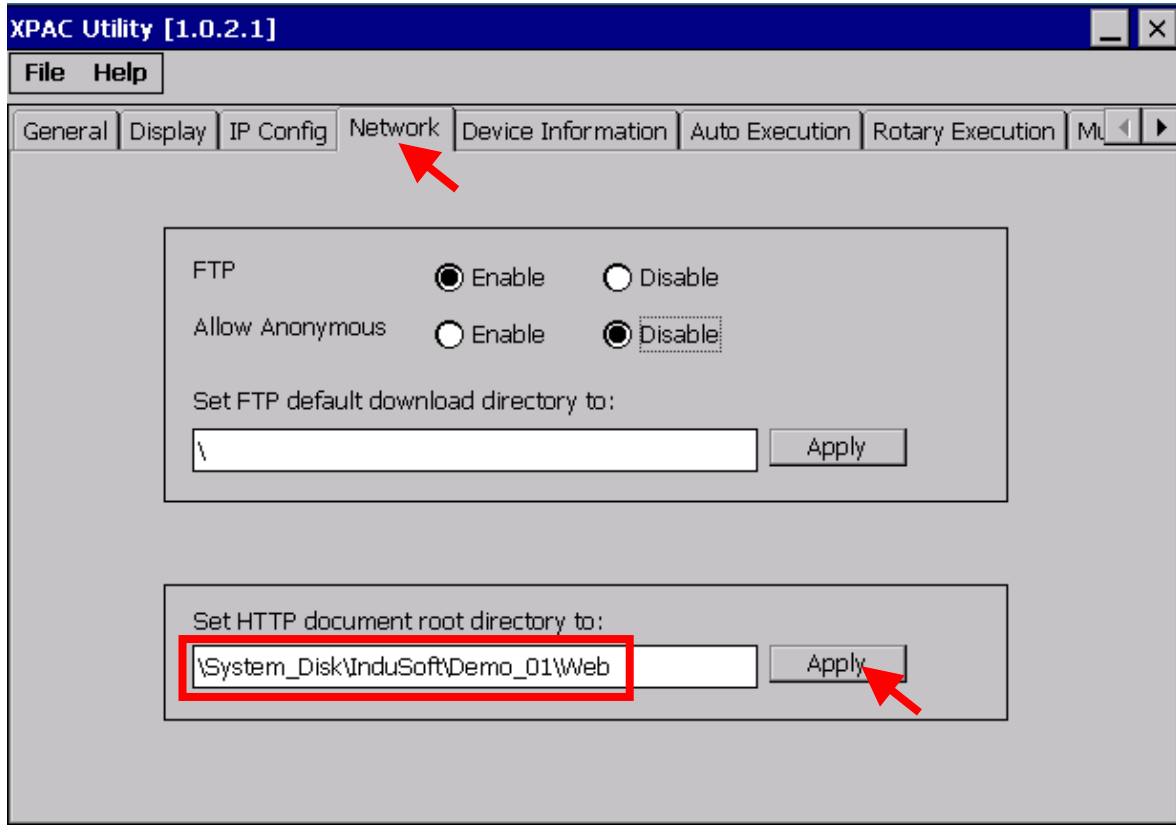 XPAC Utility [1.0.2.1]
File Help
General Display IP Config Network Device Information Auto Execution Rotary Execution
FTP Enable Disable
Allow Anonymous Enable Disable
Set FTP default download directory to:
\ Apply
Set HTTP document root directory to:
\System_Disk\InduSoft\Demo_01\Web Apply